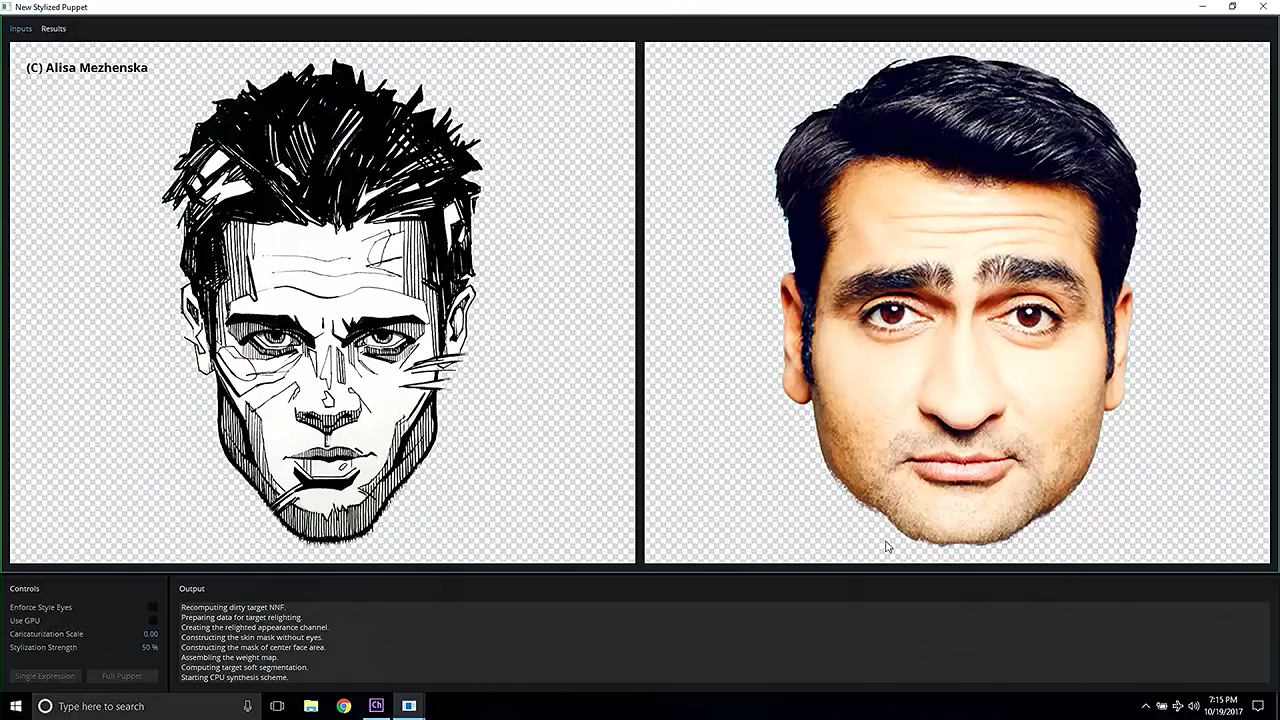 New Stylized Puppet
Inputs Results
(C) Alisa Mezhenska
Controls
Enforce Style Eyes
Use GPU
Caricaturization Scale 0.00
Stylization Strength 50 %
Single Expression Full Puppet
Output
Recomputing dirty target NNF.
Preparing data for target relighting.
Creating the relighted appearance channel.
Constructing the skin mask without eyes.
Constructing the mask of center face area.
Assembling the weight map.
Computing target soft segmentation.
Starting CPU synthesis scheme.
Type here to search
Ch
7:15 PM
10/19/2017